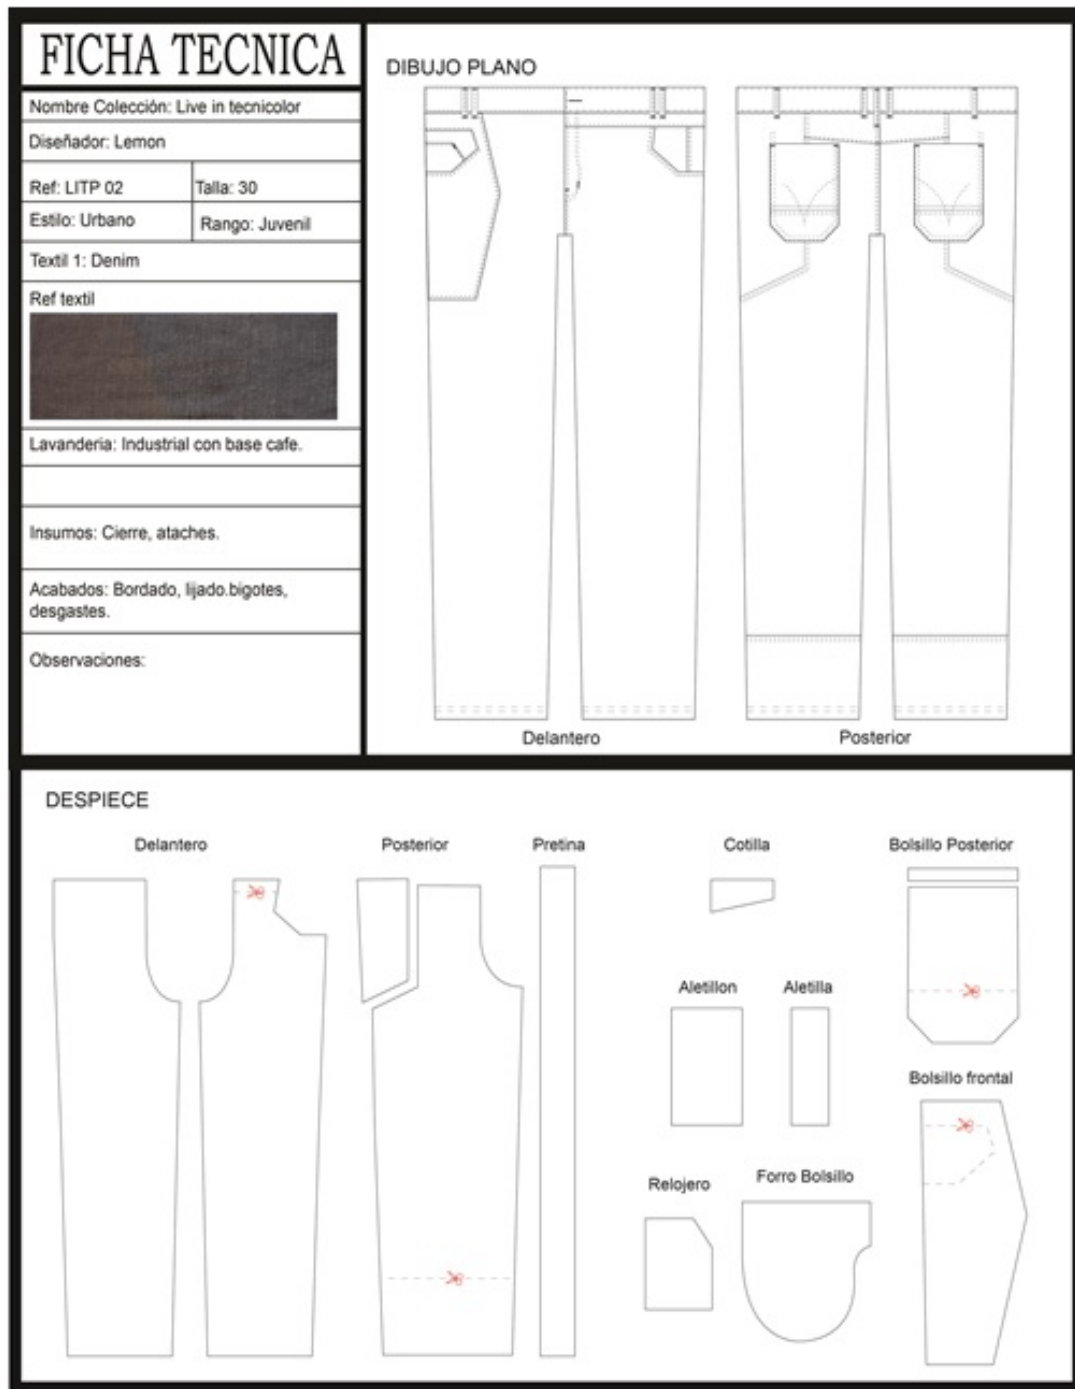 FICHA TECNICA
Nombre Colección: Live in tecnicolor
Diseñador: Lemon
Ref: LITP 02
Talla: 30
Estilo: Urbano
Rango: Juvenil
Textil 1: Denim
Ref textil
Lavanderia: Industrial con base cafe.
Insumos: Cierre, ataches.
Acabados: Bordado, lijado.bigotes,
desgastes.
Observaciones:
DIBUJO PLANO
Delantero
Posterior
DESPIECE
Delantero
Posterior
Pretina
Cotilla
Bolsillo Posterior
Aletillon
Aletilla
Bolsillo frontal
Relojero
Forro Bolsillo